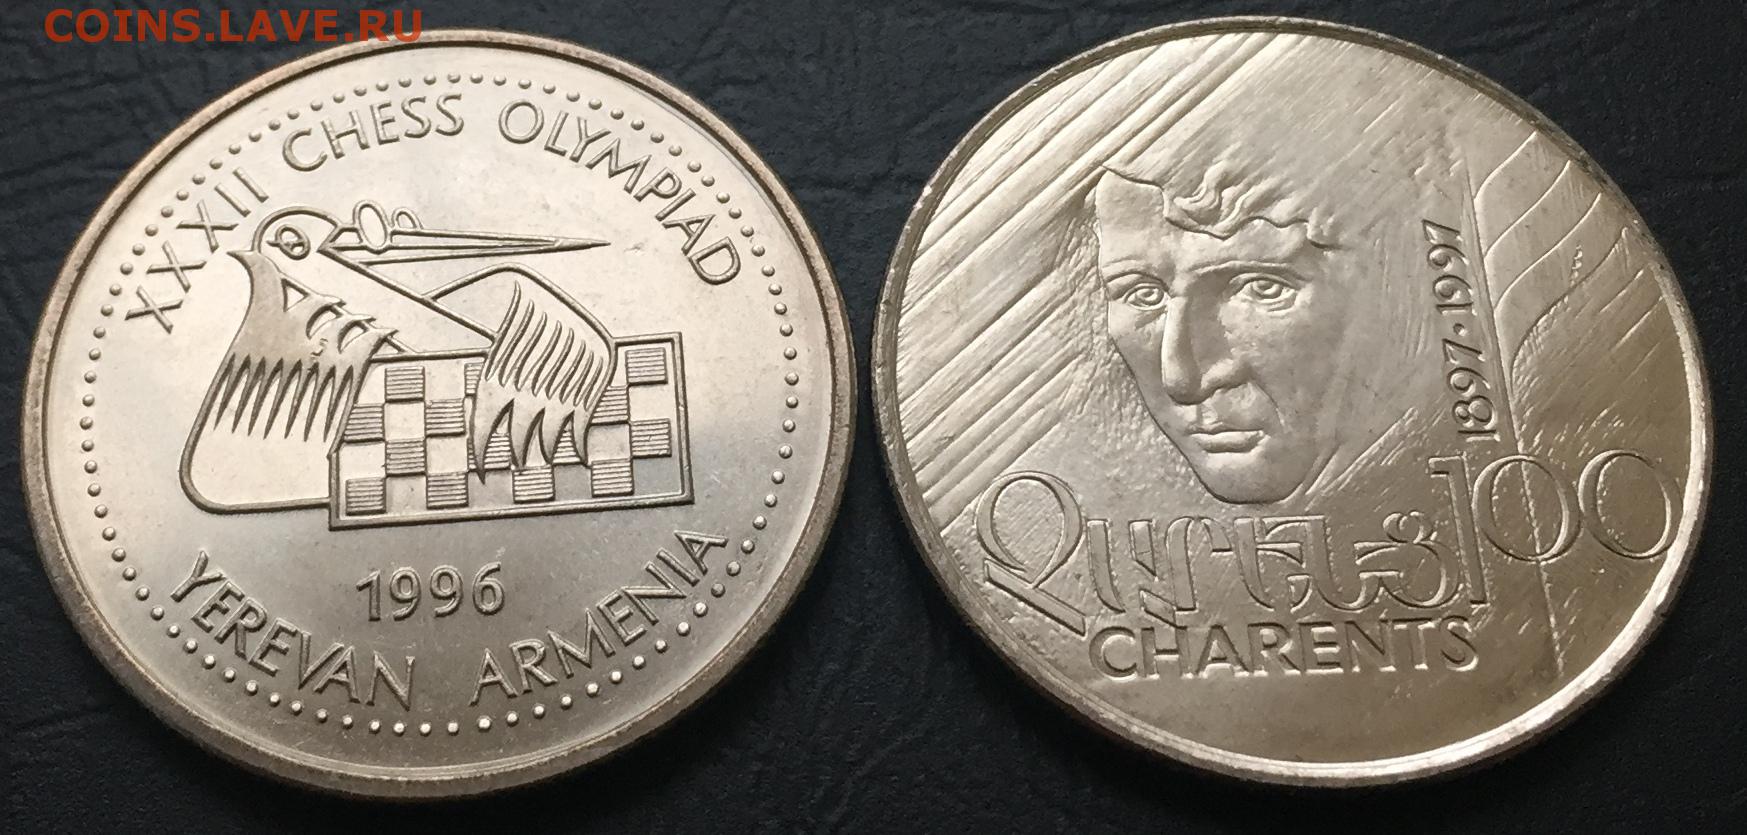 COINS.LAVE.RU
XXXII CHESS OLYMPIAD
1996
YEREVAN ARMENIA
1897·1997
Չարենց 100
CHARENTS